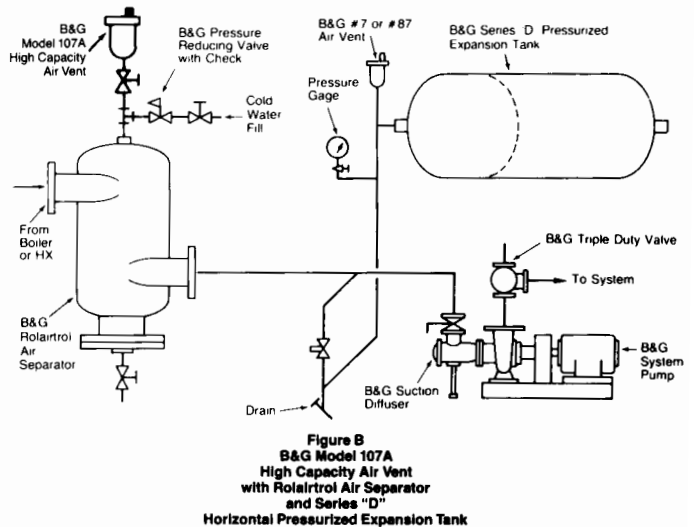 B&G
Model 107A
High Capacity
Air Vent
B&G Pressure
Reducing Valve
with Check
B&G #7 or #87
Air Vent
B&G Series D Pressurized
Expansion Tank
Pressure
Gage
Cold
Water
Fill
From
Boiler
or HX
B&G Triple Duty Valve
To System
B&G
Rolairtrol
Air
Separator
B&G
System
Pump
B&G Suction
Diffuser
Drain
Figure B
B&G Model 107A
High Capacity Air Vent
with Rolairtrol Air Separator
and Series "D"
Horizontal Pressurized Expansion Tank